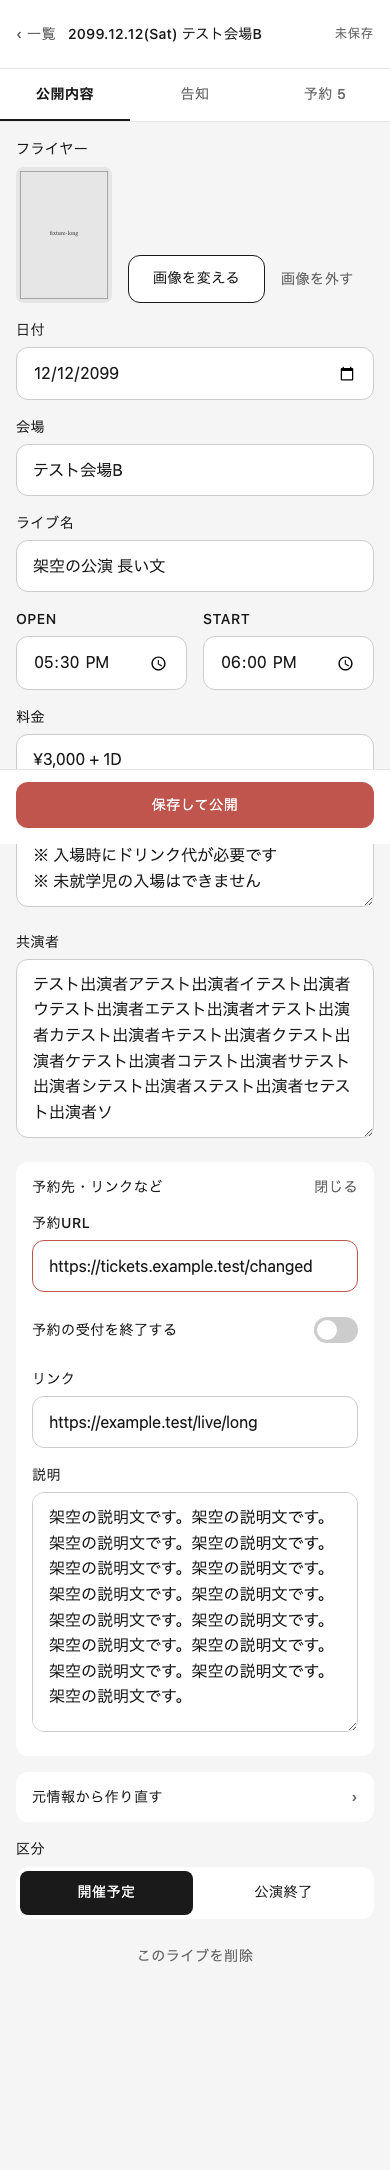 ‹ 一覧 2099.12.12(Sat) テスト会場B 未保存
公開内容 告知 予約 5
フライヤー
fixture-long
画像を変える 画像を外す
日付
12/12/2099
会場
テスト会場B
ライブ名
架空の公演 長い文
OPEN START
05:30 PM 06:00 PM
料金
¥3,000 + 1D
保存して公開
※ 入場時にドリンク代が必要です
※ 未就学児の入場はできません
共演者
テスト出演者アテスト出演者イテスト出演者
ウテスト出演者エテスト出演者オテスト出演
者カテスト出演者キテスト出演者クテスト出
演者ケテスト出演者コテスト出演者サテスト
出演者シテスト出演者ステスト出演者セテス
ト出演者ソ
予約先・リンクなど 閉じる
予約URL
https://tickets.example.test/changed
予約の受付を終了する
リンク
https://example.test/live/long
説明
架空の説明文です。架空の説明文です。
架空の説明文です。架空の説明文です。
架空の説明文です。架空の説明文です。
架空の説明文です。架空の説明文です。
架空の説明文です。架空の説明文です。
架空の説明文です。架空の説明文です。
架空の説明文です。架空の説明文です。
架空の説明文です。
元情報から作り直す ›
区分
開催予定 公演終了
このライブを削除